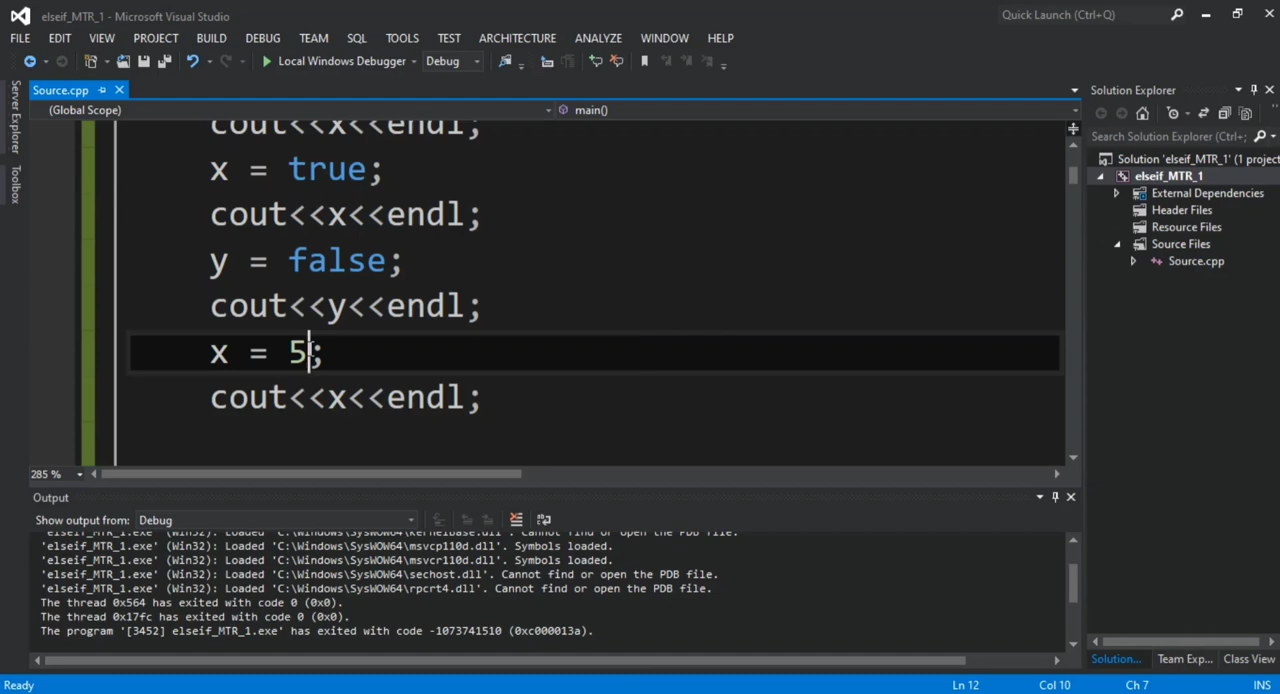 elseif_MTR_1 - Microsoft Visual Studio
Quick Launch (Ctrl+Q)
FILE EDIT VIEW PROJECT BUILD DEBUG TEAM SQL TOOLS TEST ARCHITECTURE ANALYZE WINDOW HELP
Local Windows Debugger Debug
Server Explorer
Toolbox
Source.cpp
(Global Scope) main()
cout<<x<<endl;
x = true;
cout<<x<<endl;
y = false;
cout<<y<<endl;
x = 5;
cout<<x<<endl;
285 %
Solution Explorer
Search Solution Explorer (Ctrl+;
Solution 'elseif_MTR_1' (1 project
elseif_MTR_1
External Dependencies
Header Files
Resource Files
Source Files
Source.cpp
Output
Show output from: Debug
'elseif_MTR_1.exe' (Win32): Loaded 'C:\Windows\SysWOW64\KernelBase.dll'. Cannot find or open the PDB file.
'elseif_MTR_1.exe' (Win32): Loaded 'C:\Windows\SysWOW64\msvcp110d.dll'. Symbols loaded.
'elseif_MTR_1.exe' (Win32): Loaded 'C:\Windows\SysWOW64\msvcr110d.dll'. Symbols loaded.
'elseif_MTR_1.exe' (Win32): Loaded 'C:\Windows\SysWOW64\sechost.dll'. Cannot find or open the PDB file.
'elseif_MTR_1.exe' (Win32): Loaded 'C:\Windows\SysWOW64\rpcrt4.dll'. Cannot find or open the PDB file.
The thread 0x564 has exited with code 0 (0x0).
The thread 0x17fc has exited with code 0 (0x0).
The program '[3452] elseif_MTR_1.exe' has exited with code -1073741510 (0xc000013a).
Solution... Team Exp... Class View
Ready Ln 12 Col 10 Ch 7 INS